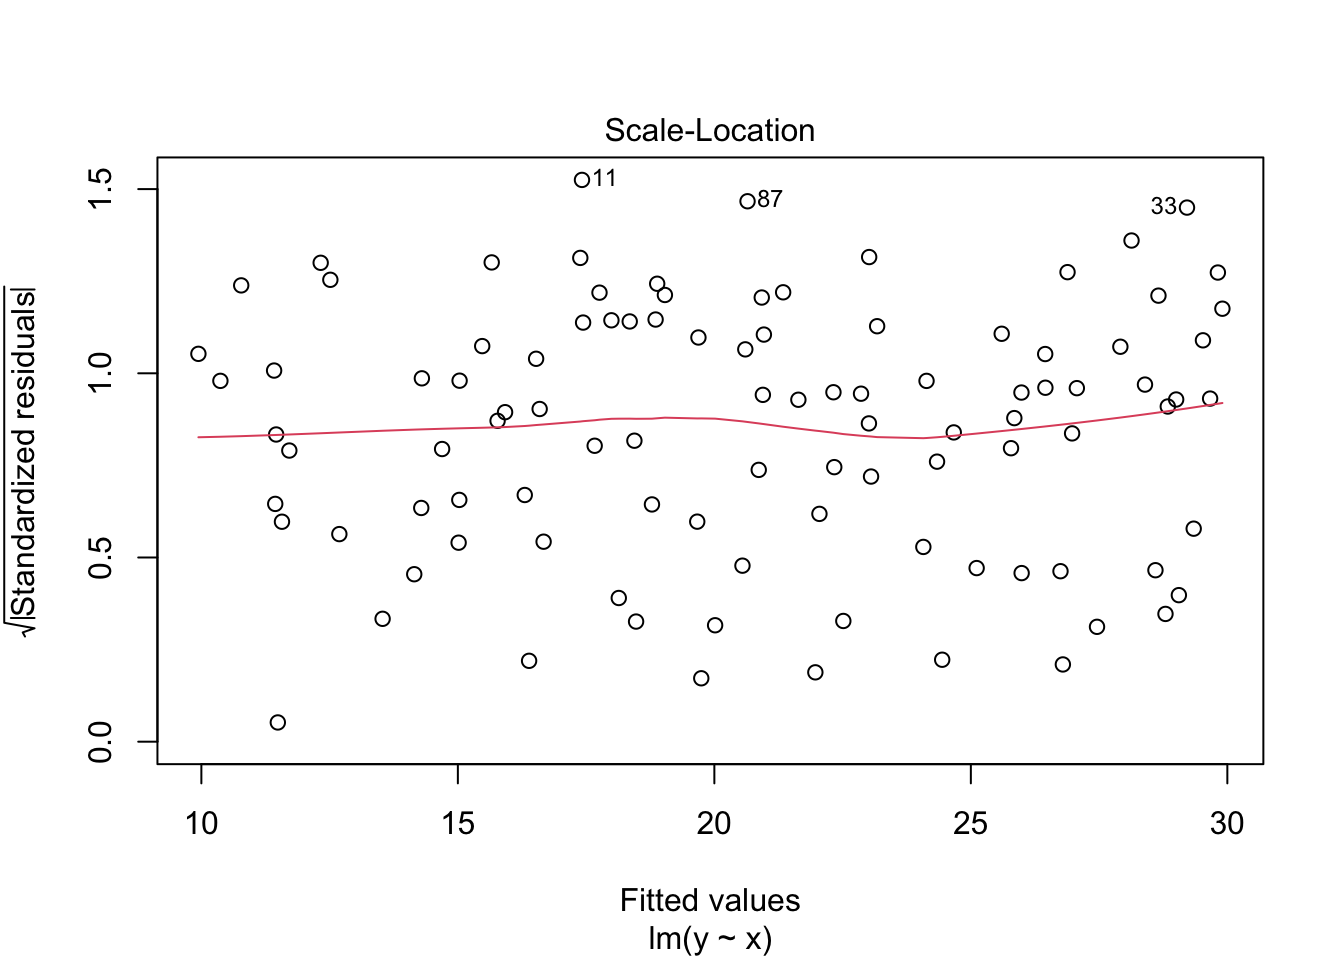 Scale-Location
√|Standardized residuals|
1.5
1.0
0.5
0.0
11
87
33
10 15 20 25 30
Fitted values
lm(y ~ x)